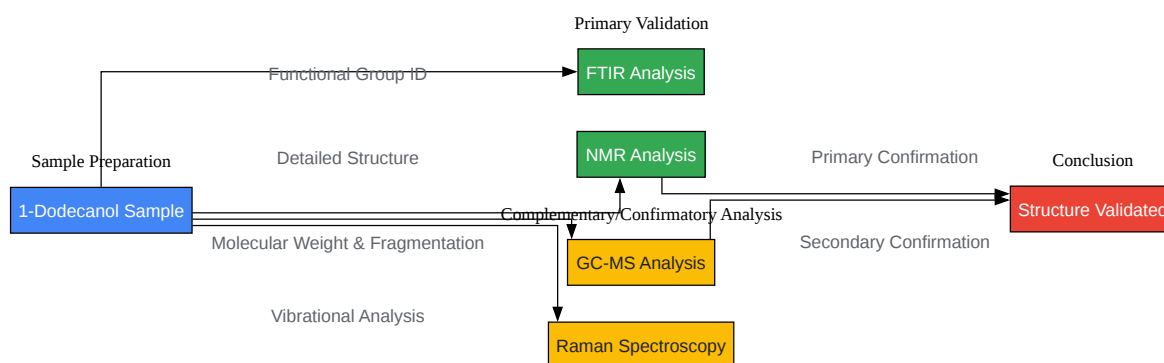 Primary Validation
Functional Group ID
FTIR Analysis
Sample Preparation
Detailed Structure
NMR Analysis
Primary Confirmation
Conclusion
1-Dodecanol Sample
Structure Validated
Complementary/Confirmatory Analysis
Molecular Weight & Fragmentation
GC-MS Analysis
Secondary Confirmation
Vibrational Analysis
Raman Spectroscopy